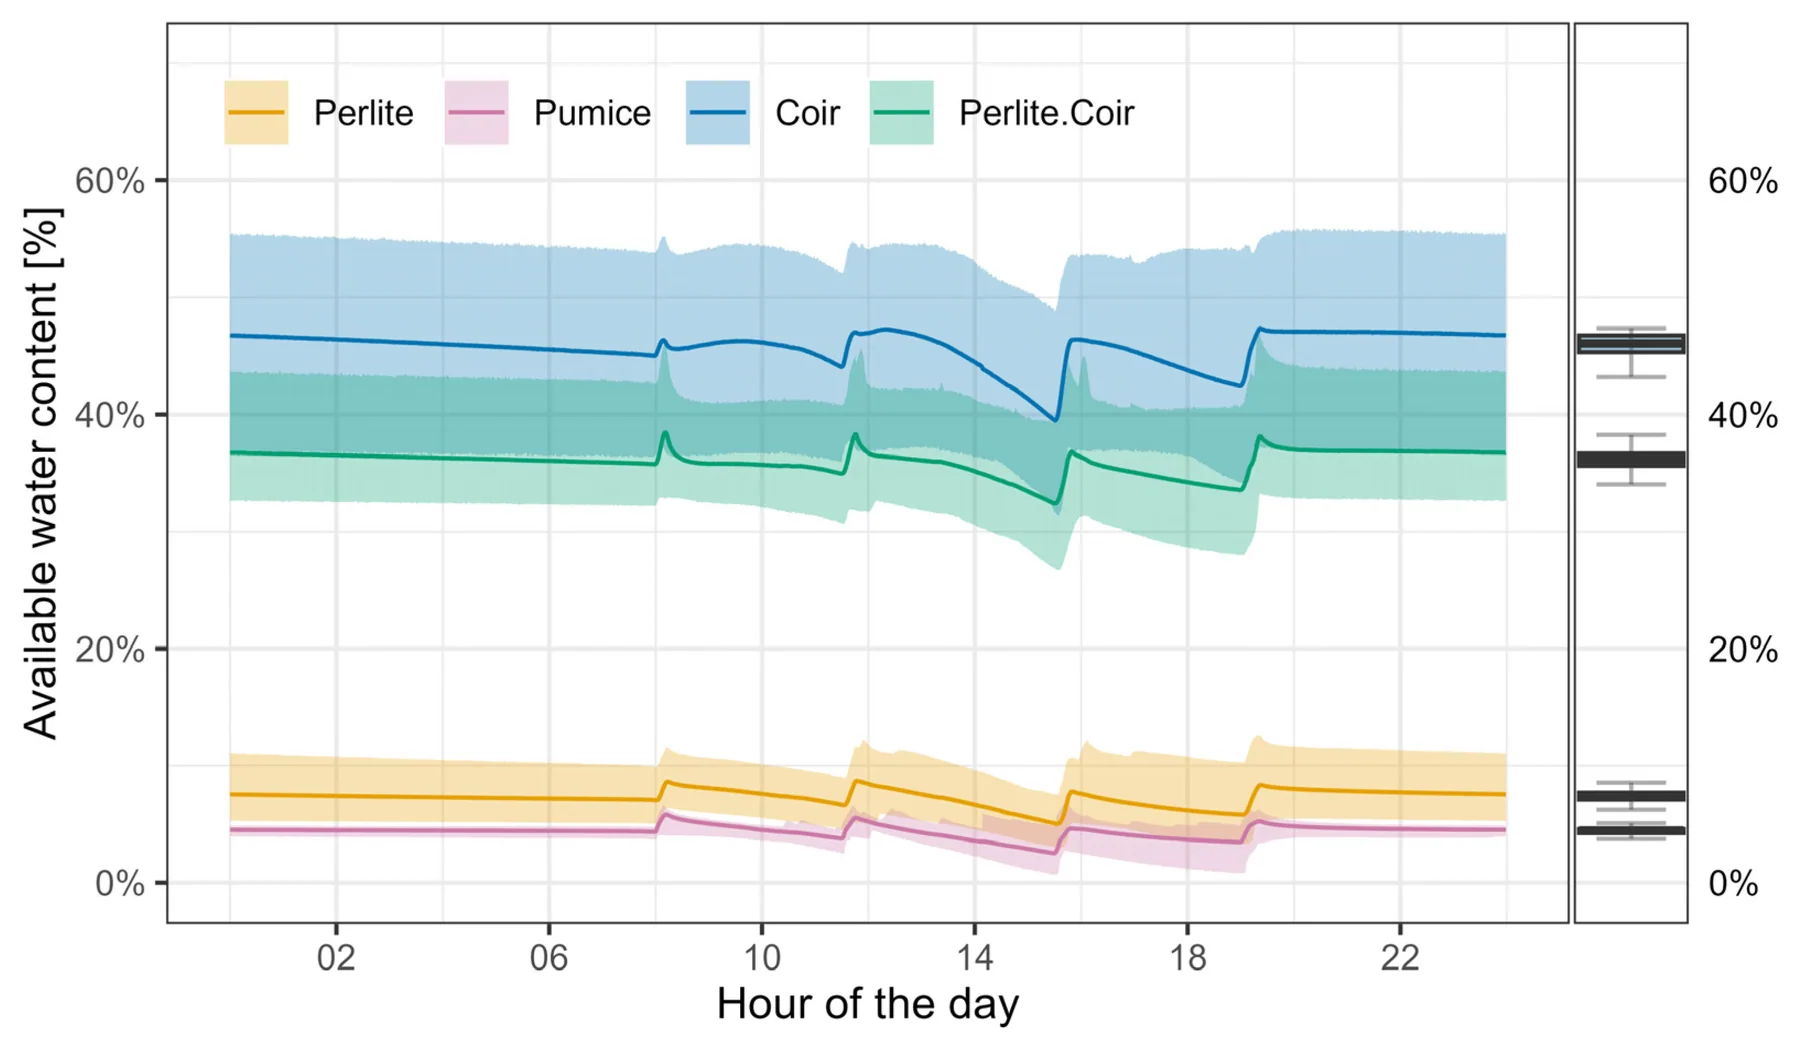 Perlite Pumice Coir Perlite.Coir
Available water content [%]
60% 60%
40% 40%
20% 20%
0% 0%
02 06 10 14 18 22
Hour of the day